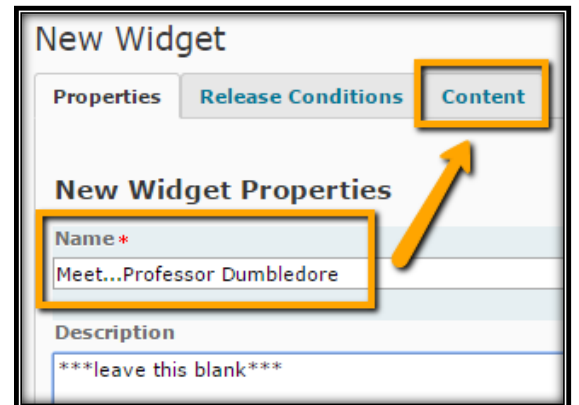 New Widget
Properties Release Conditions Content
New Widget Properties
Name *
Meet...Professor Dumbledore
Description
***leave this blank***